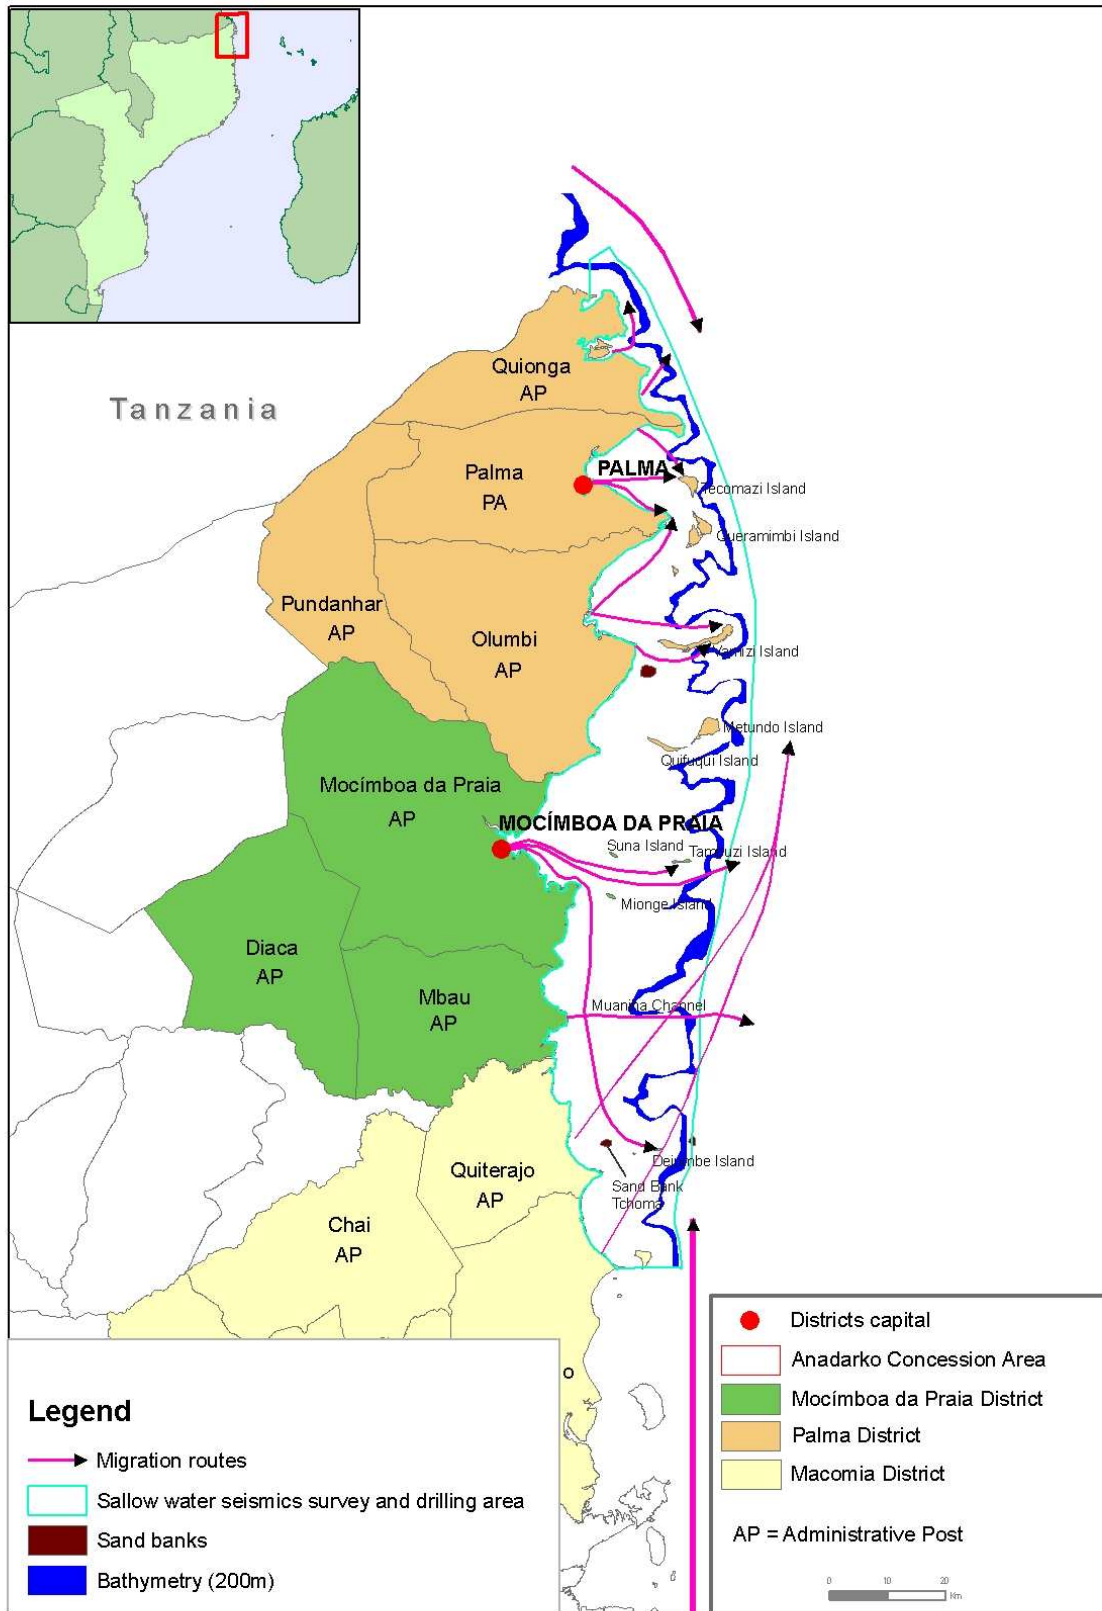 Tanzania
Quionga
AP
Palma
PA
PALMA
Tecomazi Island
Queramimbi Island
Pundanhar
AP
Olumbi
AP
Vamizi Island
Metundo Island
Quifuqui Island
Mocímboa da Praia
AP
MOCÍMBOA DA PRAIA
Suna Island
Tambuzi Island
Mionge Island
Diaca
AP
Mbau
AP
Muanina Channel
Quiterajo
AP
Sand Bank
Tchoma
Chai
AP
O
Legend
Migration routes
Sallow water seismics survey and drilling area
Sand banks
Bathymetry (200m)
Districts capital
Anadarko Concession Area
Mocímboa da Praia District
Palma District
Macomia District
AP = Administrative Post
0 10 20
Km